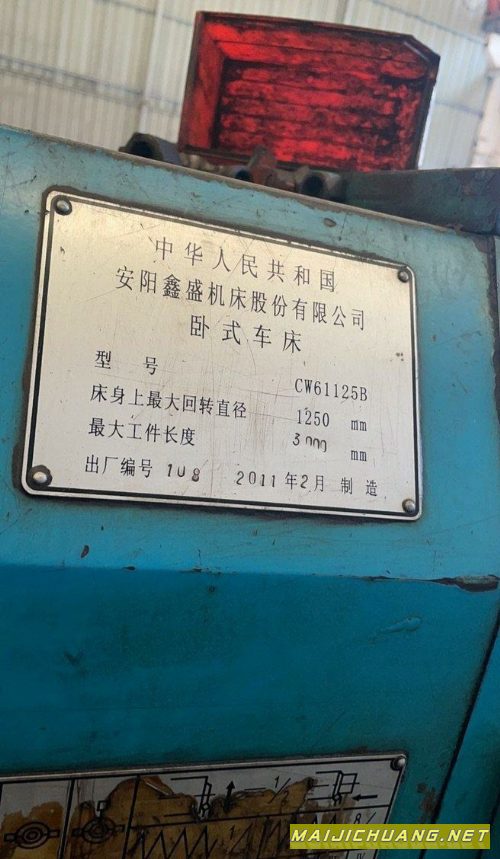 中华人民共和国
安阳鑫盛机床股份有限公司
卧式车床
型号 CW61125B
床身上最大回转直径 1250 mm
最大工件长度 3000 mm
出厂编号 108 2011年2月 制造
MAIJICHUANG.NET